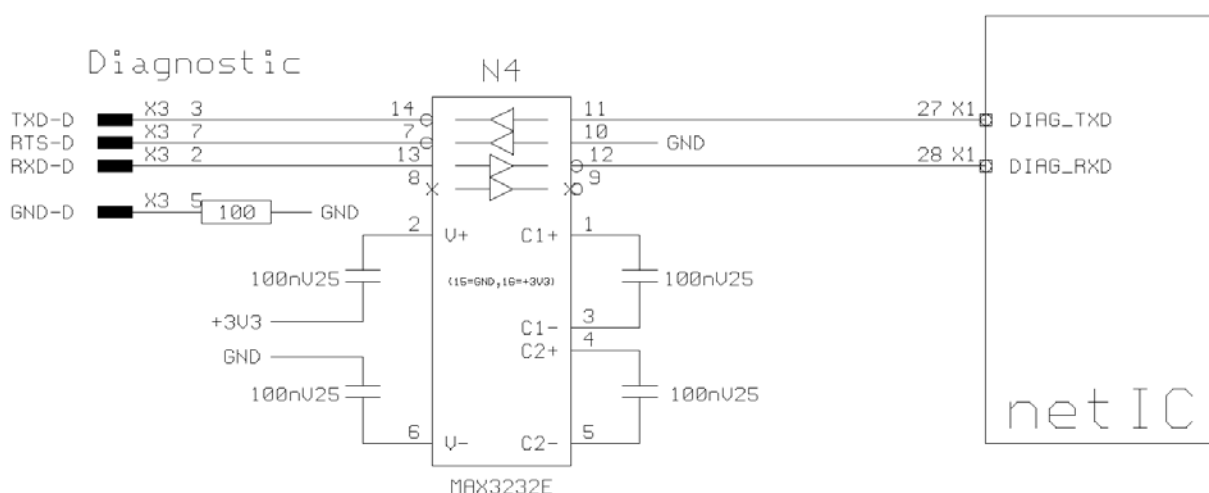 Diagnostic
N4
TXD-D X3 3 14 11 27 X1 DIAG_TXD
RTS-D X3 7 7 10 GND
RXD-D X3 2 13 12 28 X1 DIAG_RXD
8 9
GND-D X3 5 100 GND
2 V+ C1+ 1
100nV25 (15=GND,16=+3V3) 100nV25
+3V3 C1- 3
GND C2+ 4
100nV25 100nV25
netIC
6 V- C2- 5
MAX3232E